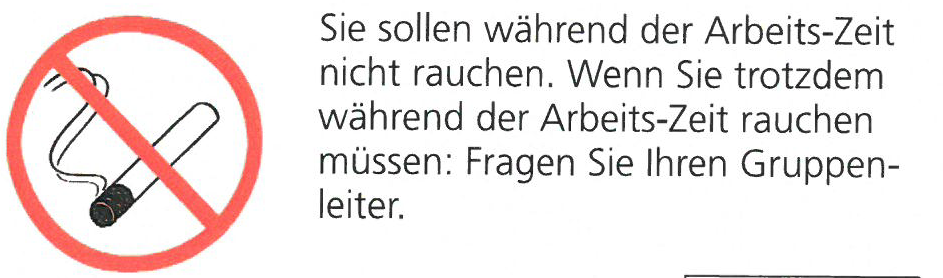 Sie sollen während der Arbeits-Zeit
nicht rauchen. Wenn Sie trotzdem
während der Arbeits-Zeit rauchen
müssen: Fragen Sie Ihren Gruppen-
leiter.